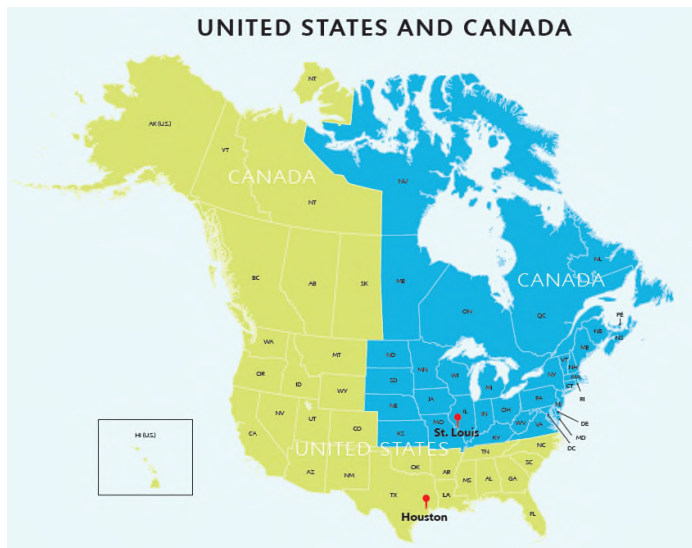 UNITED STATES AND CANADA
NT
AK (U.S.)
YT
CANADA
NU
NT
NL
CANADA
BC
AB
SK
MB
ON
QC
PE
NB
NS
WA
MT
ND
MN
ME
OR
ID
WY
SD
WI
MI
NY
VT
NH
MA
CT
RI
NV
UT
CO
NE
IA
IL
IN
OH
PA
NJ
DE
MD
DC
CA
KS
MO
St. Louis
KY
WV
VA
HI (U.S.)
UNITED STATES
AZ
NM
OK
AR
TN
NC
SC
TX
LA
MS
AL
GA
FL
Houston